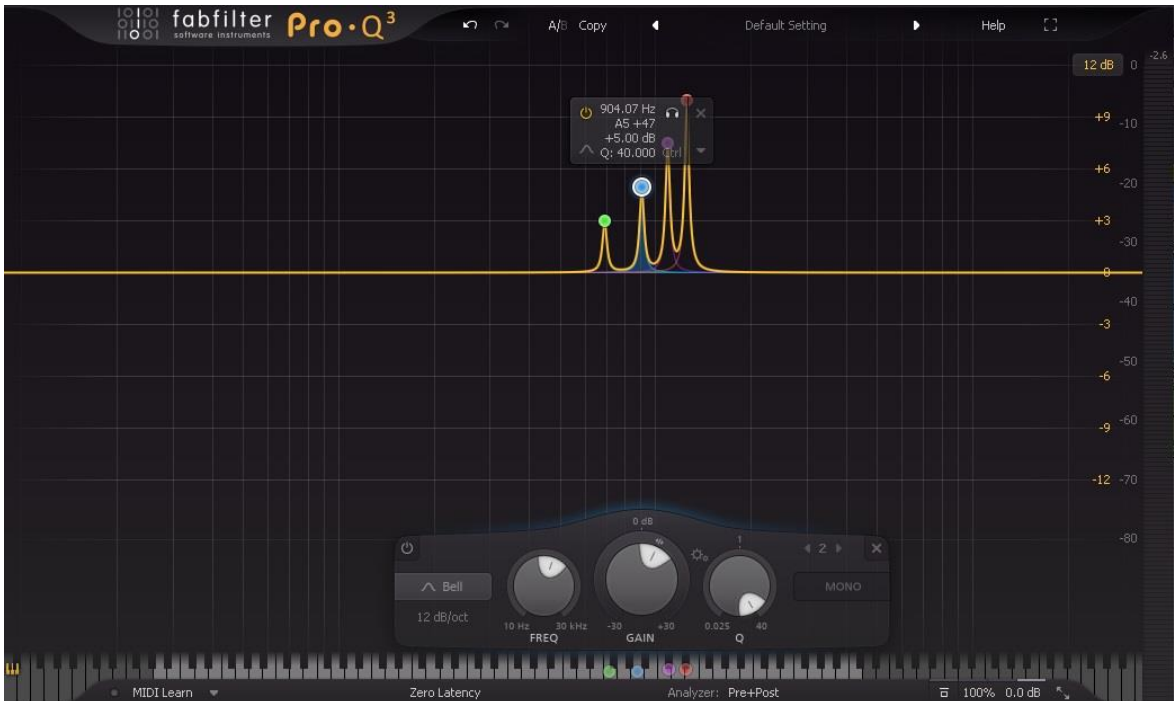 fabfilter
software instruments
Pro·Q³
A/B Copy
Default Setting
Help
12 dB 0 -2.6
904.07 Hz
A5 +47
+5.00 dB
Q: 40.000 Ctrl
+9 -10
+6 -20
+3 -30
0
-40
-3
-50
-6
-60
-9
-12 -70
-80
0 dB
1
2
Bell
MONO
12 dB/oct
10 Hz 30 kHz
FREQ
-30 +30
GAIN
0.025 40
Q
MIDI Learn
Zero Latency
Analyzer: Pre+Post
100% 0.0 dB